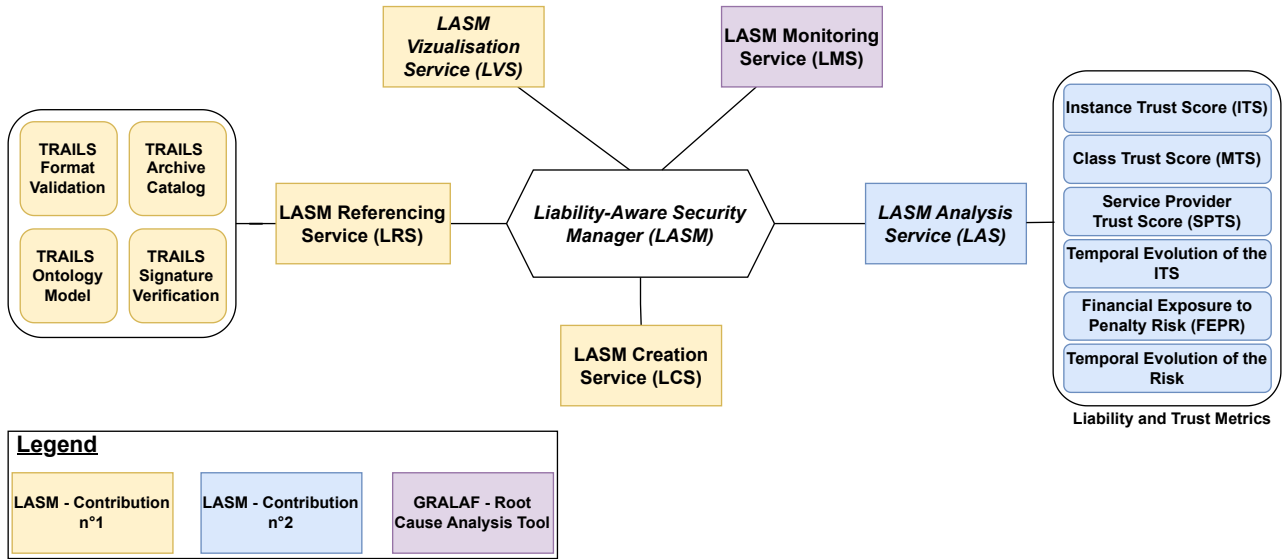 LASM
Vizualisation
Service (LVS)
LASM Monitoring
Service (LMS)
TRAILS
Format
Validation
TRAILS
Archive
Catalog
TRAILS
Ontology
Model
TRAILS
Signature
Verification
LASM Referencing
Service (LRS)
Liability-Aware Security
Manager (LASM)
LASM Analysis
Service (LAS)
LASM Creation
Service (LCS)
Instance Trust Score (ITS)
Class Trust Score (MTS)
Service Provider
Trust Score (SPTS)
Temporal Evolution of the
ITS
Financial Exposure to
Penalty Risk (FEPR)
Temporal Evolution of the
Risk
Liability and Trust Metrics
Legend
LASM - Contribution
n°1
LASM - Contribution
n°2
GRALAF - Root
Cause Analysis Tool